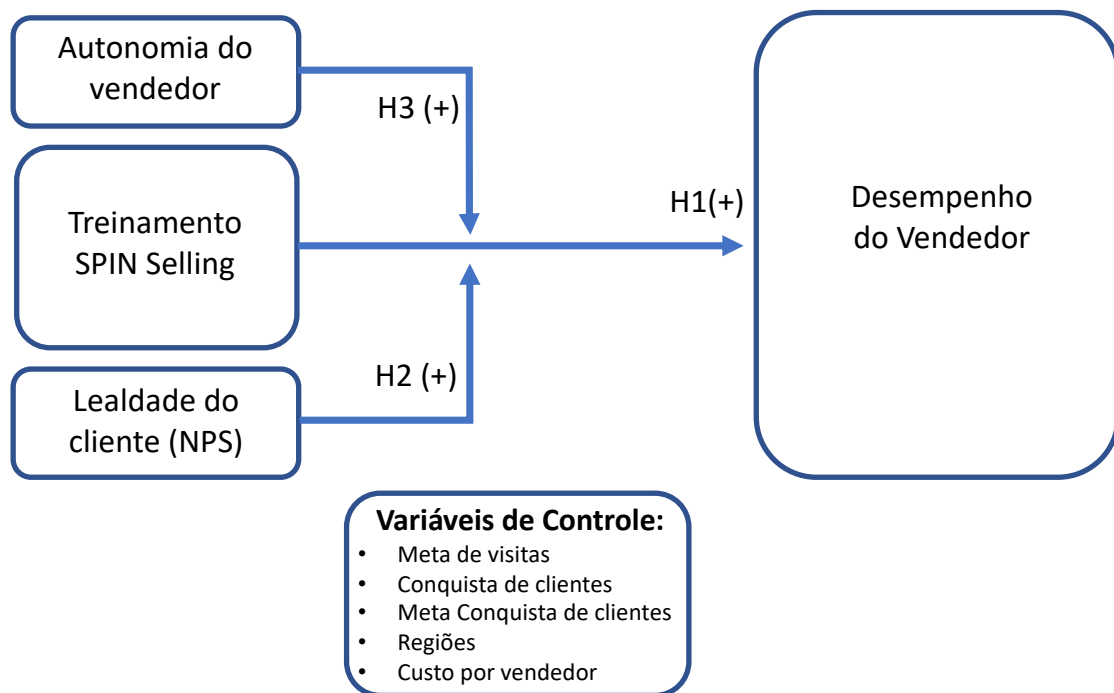 Autonomia do
vendedor
H3 (+)
Treinamento
SPIN Selling
H1(+)
Desempenho
do Vendedor
H2 (+)
Lealdade do
cliente (NPS)
Variáveis de Controle:
• Meta de visitas
• Conquista de clientes
• Meta Conquista de clientes
• Regiões
• Custo por vendedor